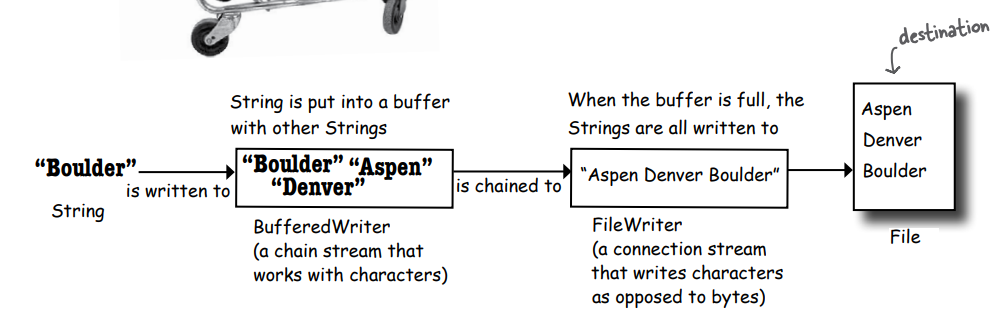 destination
String is put into a buffer
with other Strings
When the buffer is full, the
Strings are all written to
"Boulder"
is written to
String
"Boulder" "Aspen"
"Denver"
is chained to
"Aspen Denver Boulder"
Aspen
Denver
Boulder
BufferedWriter
(a chain stream that
works with characters)
FileWriter
(a connection stream
that writes characters
as opposed to bytes)
File